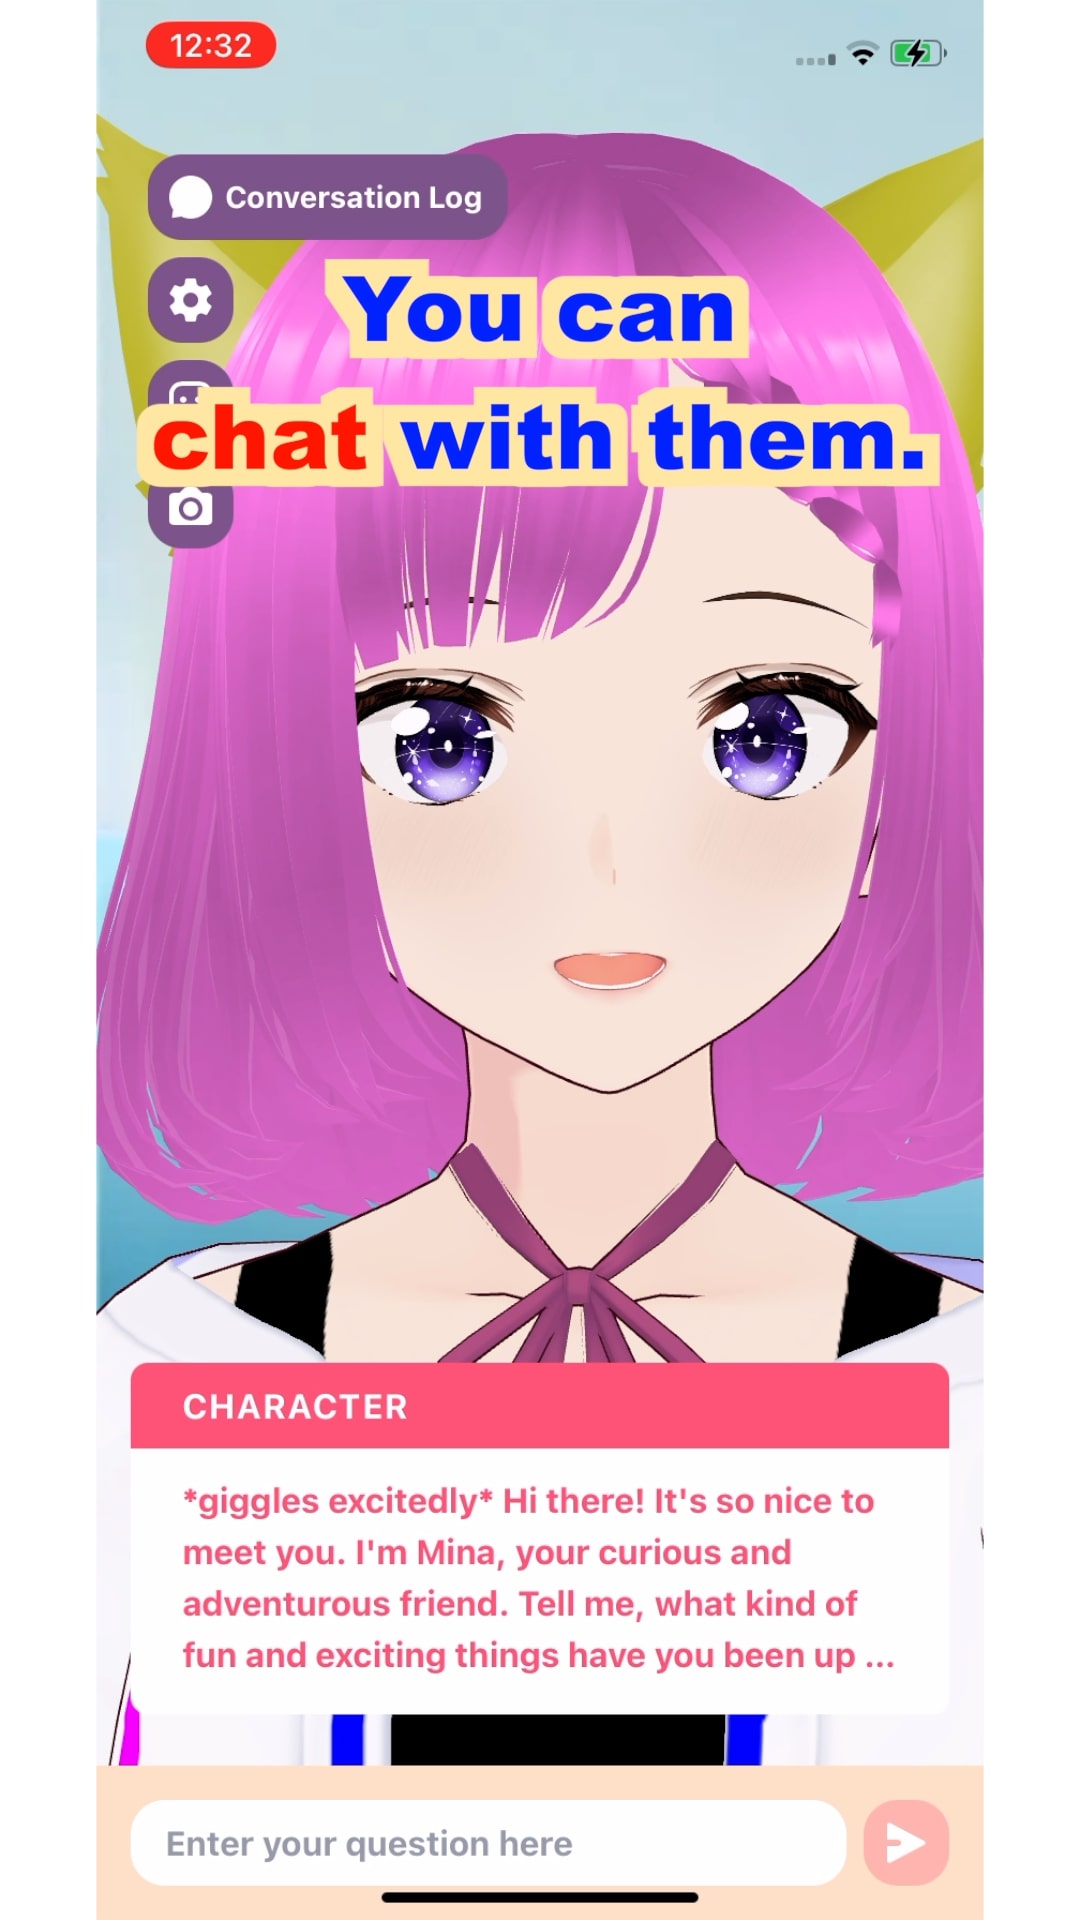 12:32
Conversation Log
You can
chat with them.
CHARACTER
*giggles excitedly* Hi there! It's so nice to
meet you. I'm Mina, your curious and
adventurous friend. Tell me, what kind of
fun and exciting things have you been up ...
Enter your question here